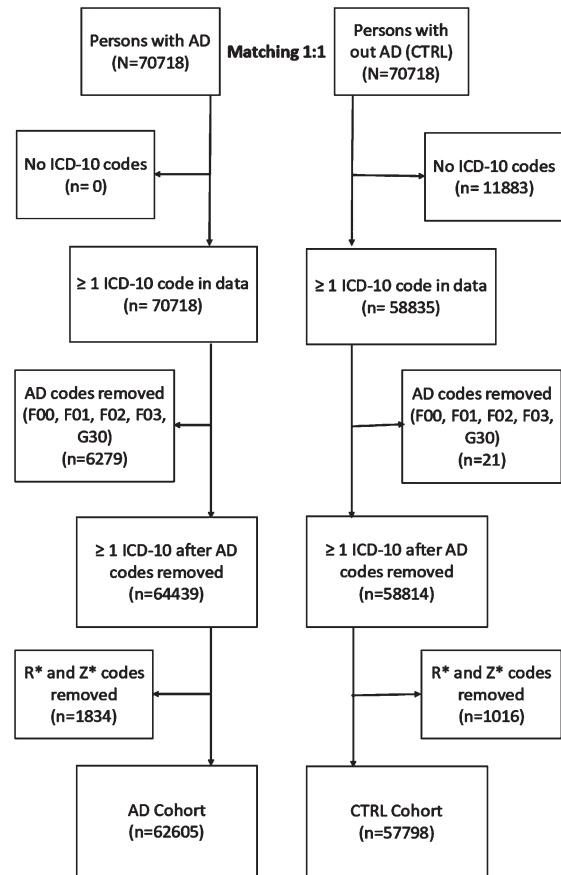 Persons with AD
(N=70718)
Matching 1:1
Persons with
out AD (CTRL)
(N=70718)
No ICD-10 codes
(n= 0)
No ICD-10 codes
(n= 11883)
≥ 1 ICD-10 code in data
(n= 70718)
≥ 1 ICD-10 code in data
(n= 58835)
AD codes removed
(F00, F01, F02, F03,
G30)
n=6279)
AD codes removed
(F00, F01, F02, F03,
G30)
(n=21)
≥ 1 ICD-10 after AD
codes removed
(n=64439)
≥ 1 ICD-10 after AD
codes removed
(n=58814)
R* and Z* codes
removed
(n=1834)
R* and Z* codes
removed
(n=1016)
AD Cohort
(n=62605)
CTRL Cohort
(n=57798)